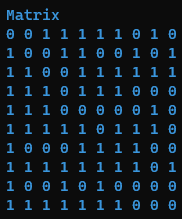 Matrix
0 0 1 1 1 1 1 0 1 0
1 0 0 1 1 0 0 1 0 1
1 1 0 0 1 1 1 1 1 1
1 1 1 0 1 1 1 0 0 0
1 1 1 0 0 0 0 0 1 0
1 1 1 1 1 0 1 1 1 0
1 0 0 0 1 1 1 1 0 0
1 1 1 1 1 1 1 1 0 1
1 0 0 1 0 1 0 0 0 0
1 1 1 1 1 1 1 0 0 0